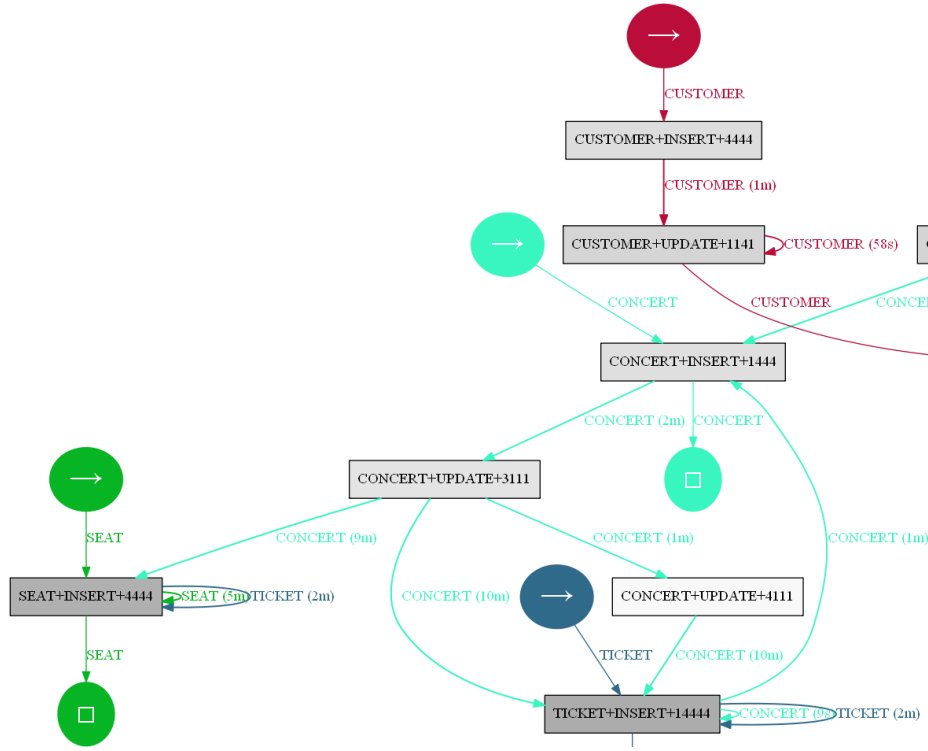 →
CUSTOMER
CUSTOMER+INSERT+4444
CUSTOMER (1m)
→
CUSTOMER+UPDATE+1141
CUSTOMER (58s)
CONCERT
CUSTOMER
CONCERT+INSERT+1444
CONCERT (2m)
CONCERT
→
CONCERT+UPDATE+3111
SEAT
CONCERT (9m)
CONCERT (1m)
CONCERT (1m)
SEAT+INSERT+4444
SEAT (5m)
TICKET (2m)
CONCERT (10m)
→
CONCERT+UPDATE+4111
SEAT
TICKET
CONCERT (10m)
TICKET+INSERT+14444
CONCERT (9s)
TICKET (2m)